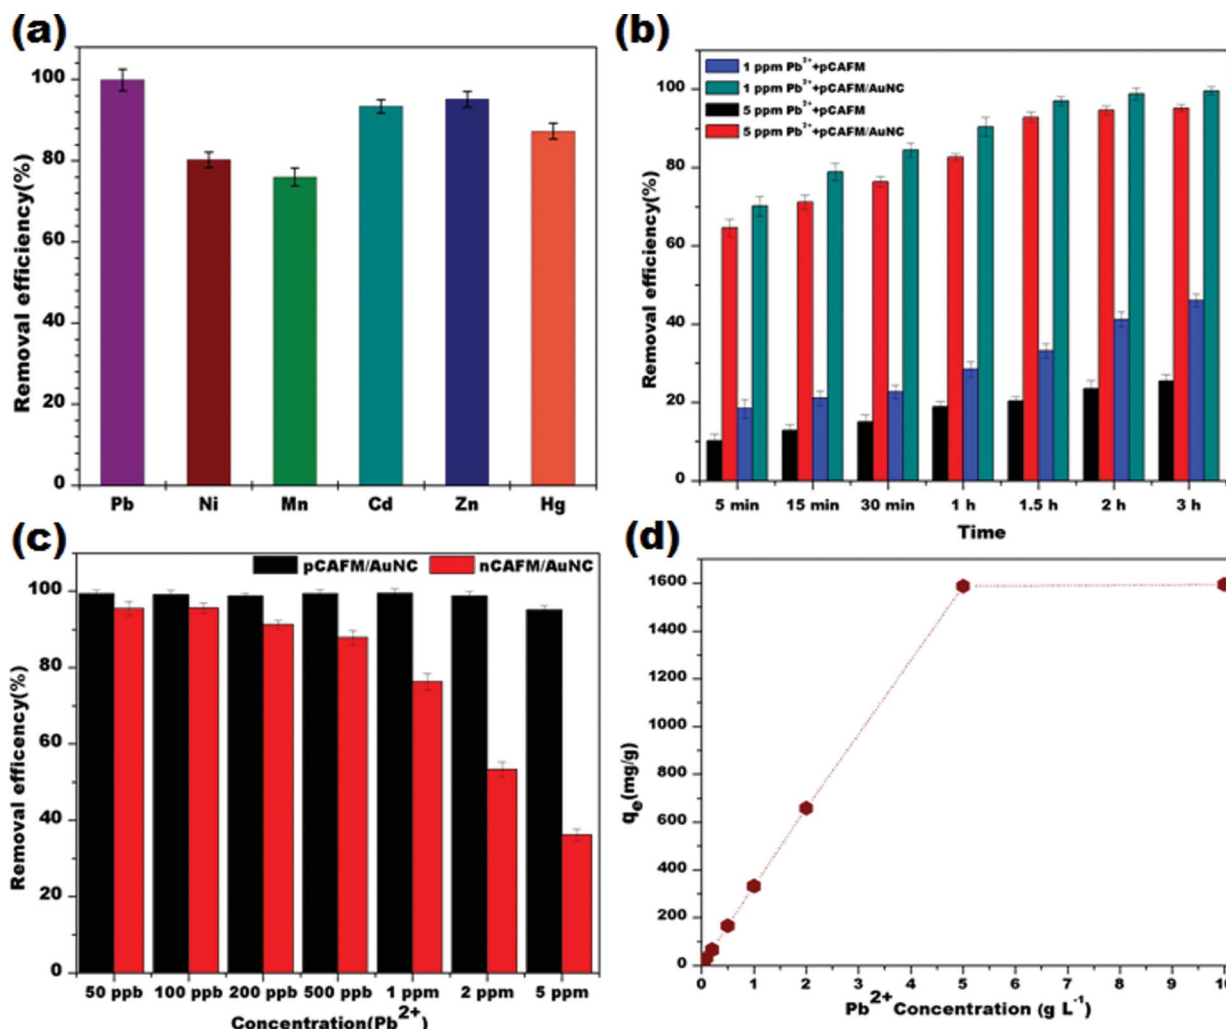 (a)
Removal efficiency(%)
100
80
60
40
20
0
Pb Ni Mn Cd Zn Hg
(b)
Removal efficiency(%)
100
80
60
40
20
0
1 ppm Pb²⁺+pCAFM
1 ppm Pb²⁺+pCAFM/AuNC
5 ppm Pb²⁺+pCAFM
5 ppm Pb²⁺+pCAFM/AuNC
5 min 15 min 30 min 1 h 1.5 h 2 h 3 h
Time
(c)
Removal efficency(%)
100
80
60
40
20
0
pCAFM/AuNC nCAFM/AuNC
50 ppb 100 ppb 200 ppb 500 ppb 1 ppm 2 ppm 5 ppm
Concentration(Pb²⁺)
(d)
qₑ(mg/g)
1600
1400
1200
1000
800
600
400
200
0
0 1 2 3 4 5 6 7 8 9 10
Pb²⁺Concentration (g L⁻¹)